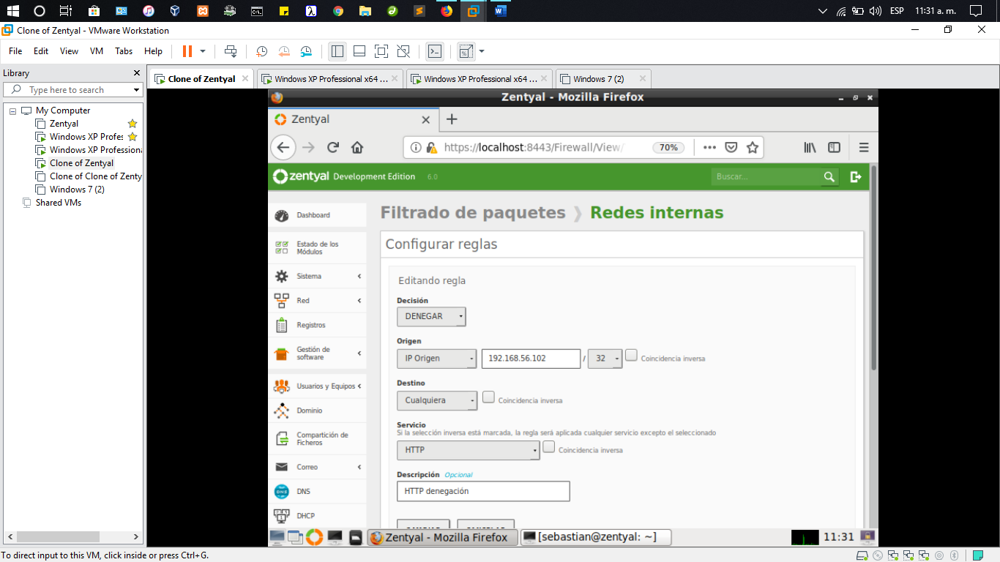 ESP 11:31 a. m.
Clone of Zentyal - VMware Workstation
File Edit View VM Tabs Help
Library
Type here to search
My Computer
Zentyal
Windows XP Profes
Windows XP Professiona
Clone of Zentyal
Clone of Clone of Zenty
Windows 7 (2)
Shared VMs
Clone of Zentyal Windows XP Professional x64 ... Windows XP Professional x64 ... Windows 7 (2)
Zentyal - Mozilla Firefox
Zentyal
https://localhost:8443/Firewall/View/ 70%
zentyal Development Edition 6.0 Buscar...
Dashboard
Estado de los
Módulos
Sistema
Red
Registros
Gestión de
software
Usuarios y Equipos
Dominio
Compartición de
Ficheros
Correo
DNS
DHCP
Filtrado de paquetes Redes internas
Configurar reglas
Editando regla
Decisión
DENEGAR
Origen
IP Origen 192.168.56.102 / 32 Coincidencia inversa
Destino
Cualquiera Coincidencia inversa
Servicio
Si la selección inversa está marcada, la regla será aplicada cualquier servicio excepto el seleccionado
HTTP Coincidencia inversa
Descripción Opcional
HTTP denegación
Zentyal - Mozilla Firefox [sebastian@zentyal: ~] 11:31
To direct input to this VM, click inside or press Ctrl+G.